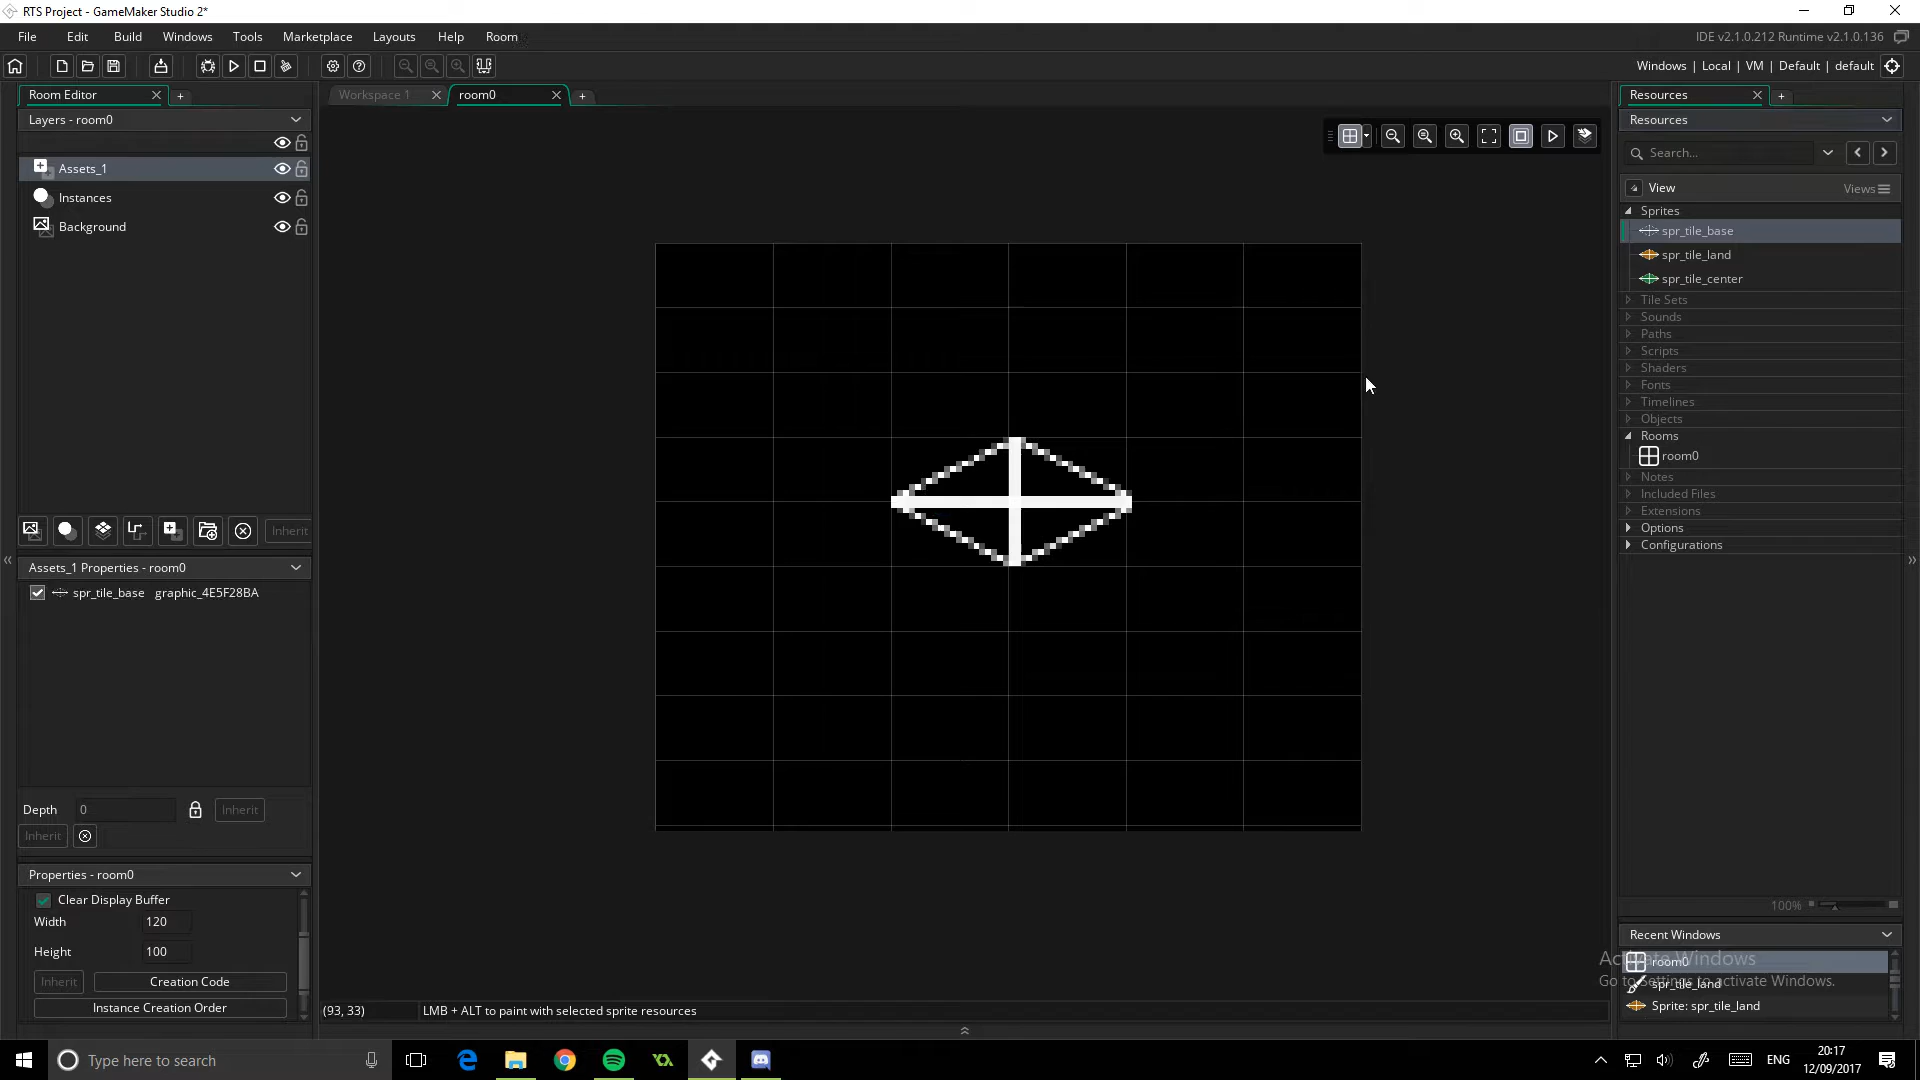 RTS Project - GameMaker Studio 2*
File Edit Build Windows Tools Marketplace Layouts Help Room
IDE v2.1.0.212 Runtime v2.1.0.136
Windows | Local | VM | Default | default
Room Editor
Workspace 1
room0
Resources
Layers - room0
Resources
Search...
Assets_1
View
Views
Instances
Sprites
Background
spr_tile_base
spr_tile_land
spr_tile_center
Tile Sets
Sounds
Paths
Scripts
Shaders
Fonts
Timelines
Objects
Rooms
room0
Notes
Included Files
Extensions
Options
Configurations
Inherit
Assets_1 Properties - room0
spr_tile_base graphic_4E5F28BA
Depth 0 Inherit
Inherit
Properties - room0
Clear Display Buffer
Width 120
Height 100
Inherit Creation Code
Instance Creation Order
100%
Recent Windows
room0
spr_tile_land
Sprite: spr_tile_land
Activate Windows
Go to Settings to activate Windows.
(93, 33) LMB + ALT to paint with selected sprite resources
Type here to search
ENG
20:17
12/09/2017